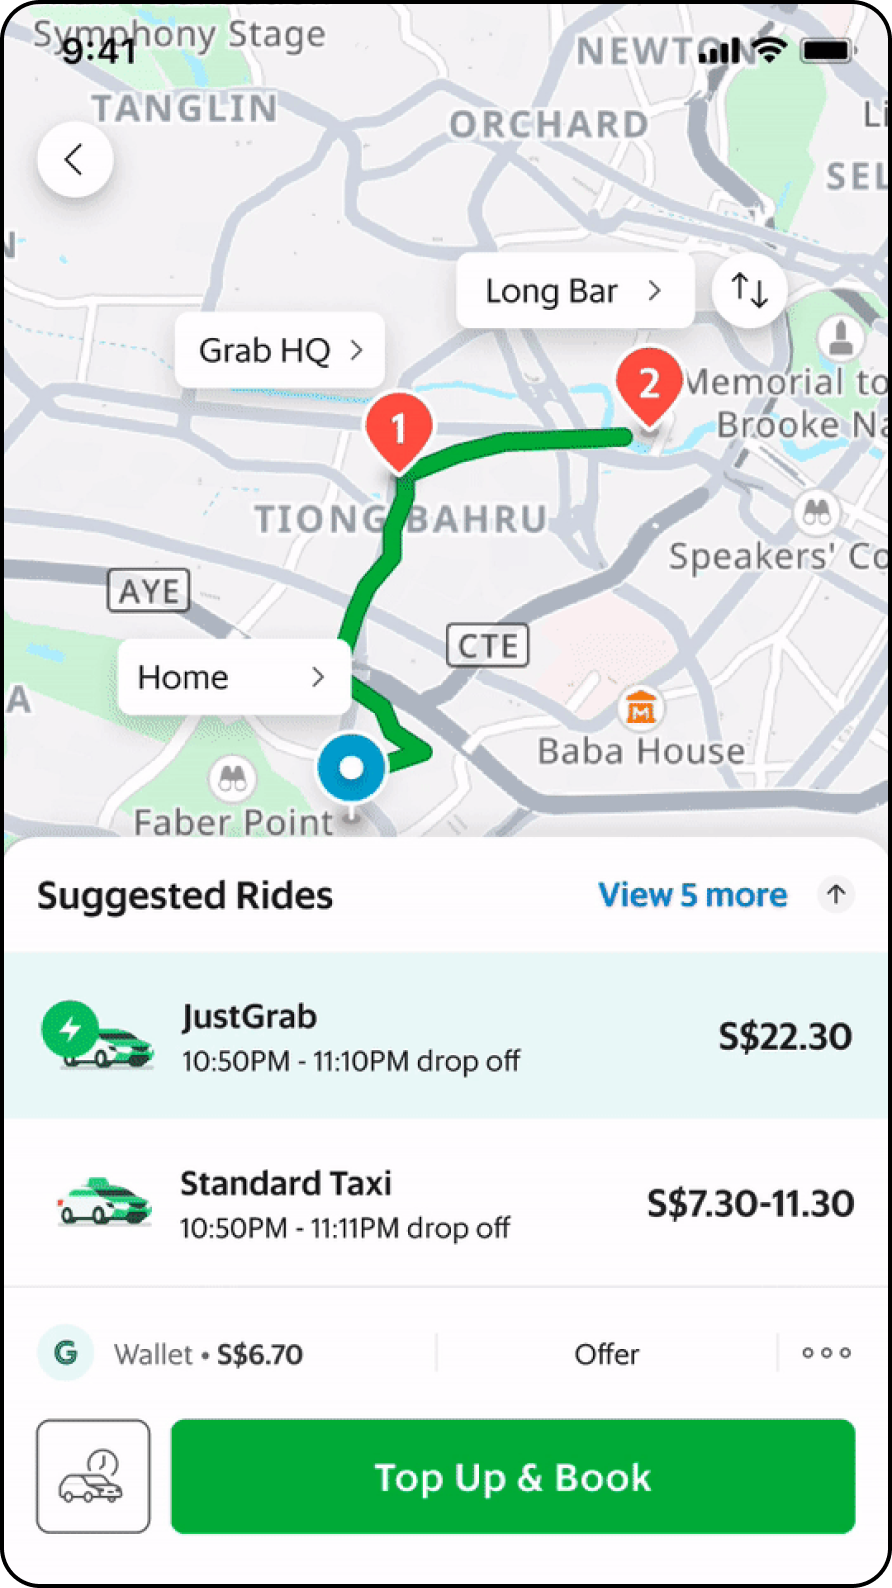 Symphony Stage
9:41
NEWTON
TANGLIN
ORCHARD
Li
SEL
N
Long Bar
Grab HQ
2
Memorial to
1
Brooke Na
TIONG BAHRU
Speakers' Co
AYE
CTE
Home
A
Baba House
Faber Point
Suggested Rides
View 5 more
JustGrab
10:50PM - 11:10PM drop off
S$22.30
Standard Taxi
10:50PM - 11:11PM drop off
S$7.30-11.30
G
Wallet • S$6.70
Offer
Top Up & Book